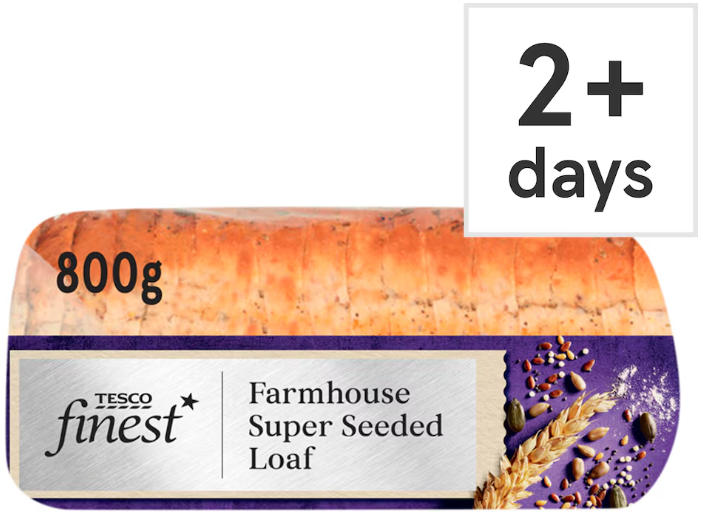 2+
days
800g
TESCO
finest
Farmhouse
Super Seeded
Loaf